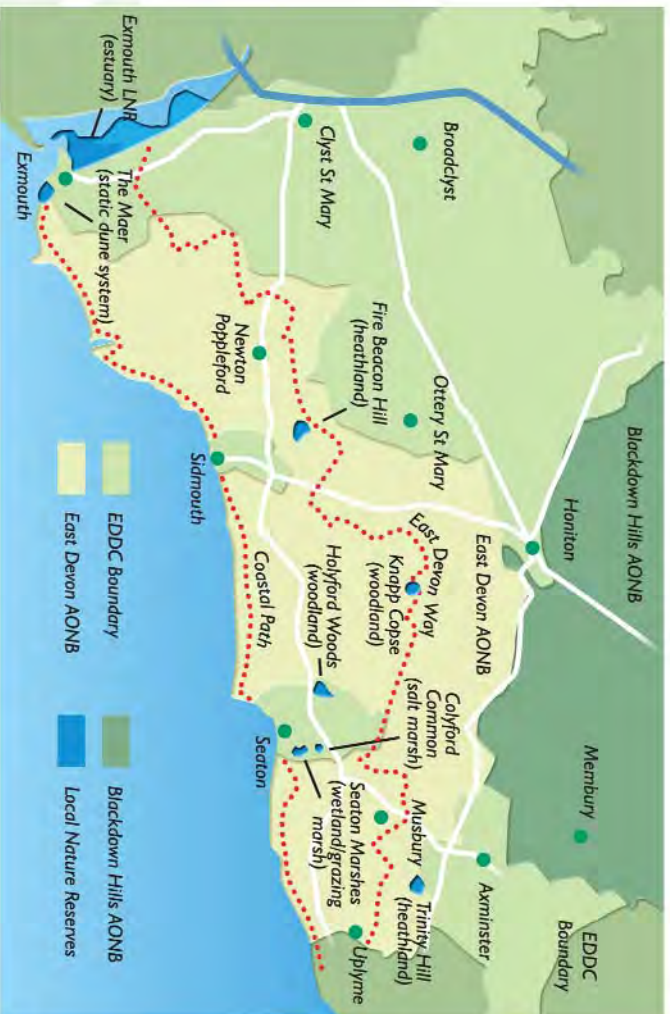 Blackdown Hills AONB
Membury
EDDC
Boundary
Broadclyst
Honiton
Axminster
Ottery St Mary
East Devon AONB
Clyst St Mary
Fire Beacon Hill
(heathland)
East Devon Way
Knapp Copse
(woodland)
Colyford
Common
(salt marsh)
Musbury
Trinity Hill
(heathland)
Exmouth LNR
(estuary)
The Maer
(static dune system)
Newton
Poppleford
Holyford Woods
(woodland)
Seaton Marshes
(wetland/grazing
marsh)
Uplyme
Exmouth
Sidmouth
Coastal Path
Seaton
EDDC Boundary
Blackdown Hills AONB
East Devon AONB
Local Nature Reserves